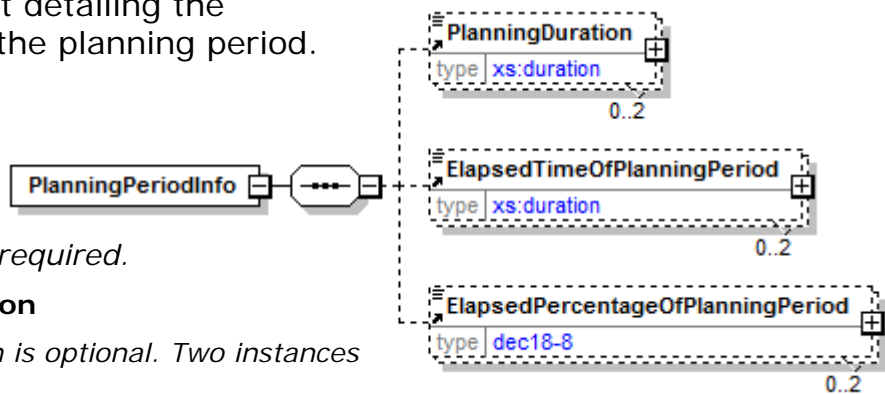 t detailing the
the planning period.
PlanningDuration
type xs:duration
0..2
PlanningPeriodInfo
ElapsedTimeOfPlanningPeriod
type xs:duration
0..2
required.
on
n is optional. Two instances
ElapsedPercentageOfPlanningPeriod
type dec18-8
0..2